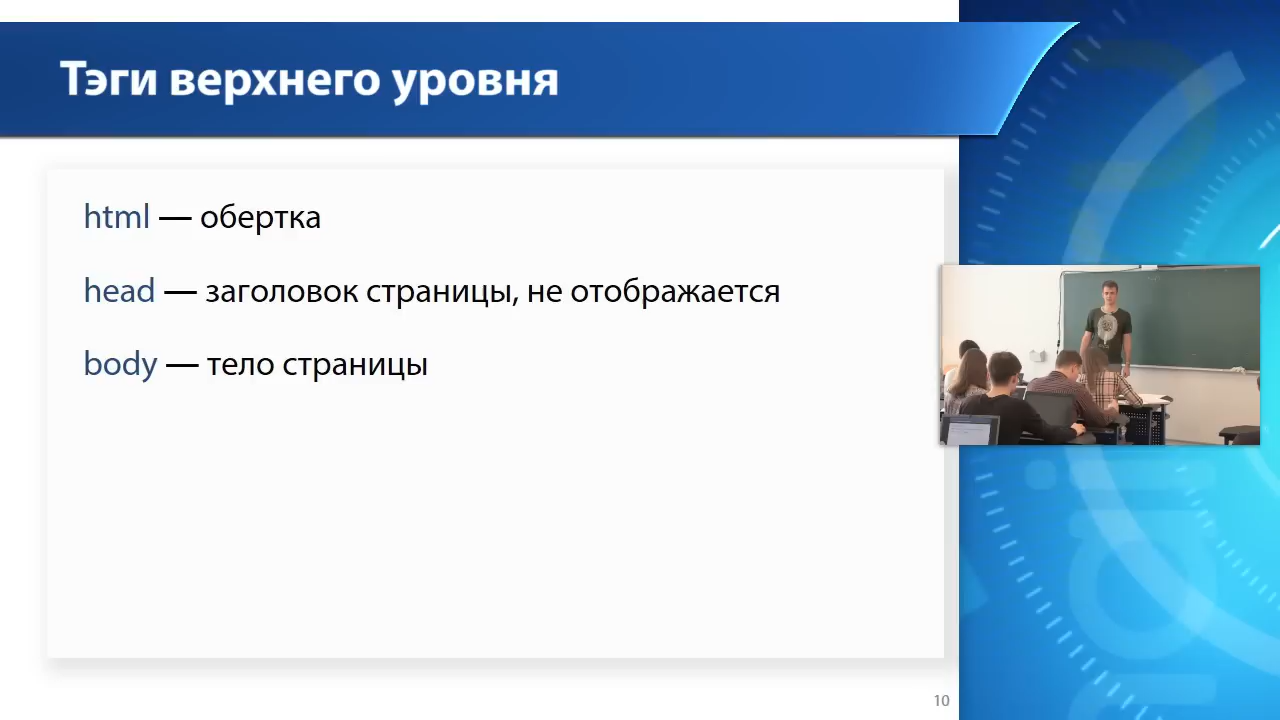 Тэги верхнего уровня
html — обертка
head — заголовок страницы, не отображается
body — тело страницы
10